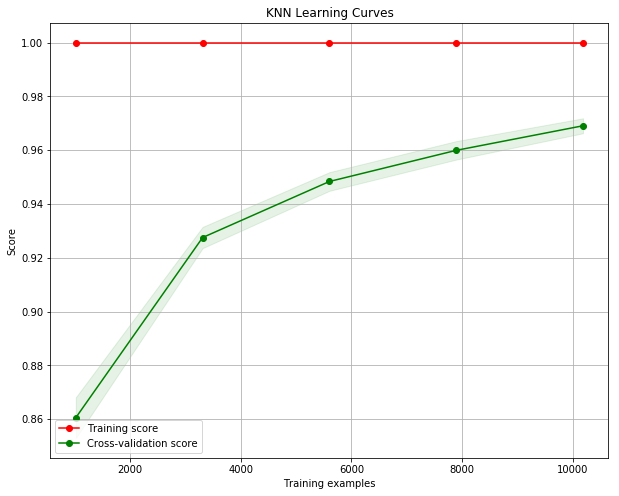 KNN Learning Curves
Score
1.00
0.98
0.96
0.94
0.92
0.90
0.88
0.86
Training score
Cross-validation score
2000 4000 6000 8000 10000
Training examples